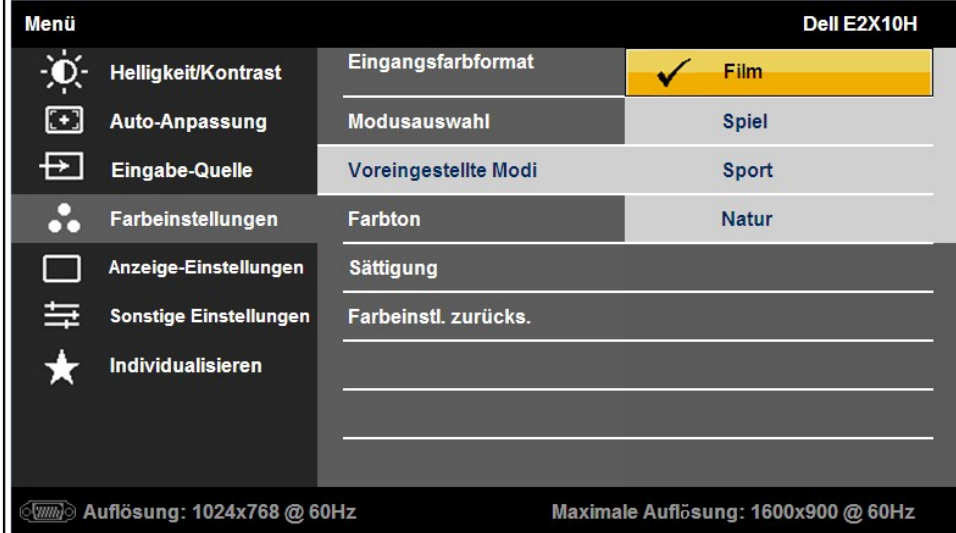 Menü Dell E2X10H
Helligkeit/Kontrast Eingangsfarbformat Film
Auto-Anpassung Modusauswahl Spiel
Eingabe-Quelle Voreingestellte Modi Sport
Farbeinstellungen Farbton Natur
Anzeige-Einstellungen Sättigung
Sonstige Einstellungen Farbeinstl. zurücks.
Individualisieren
Auflösung: 1024x768 @ 60Hz Maximale Auflösung: 1600x900 @ 60Hz